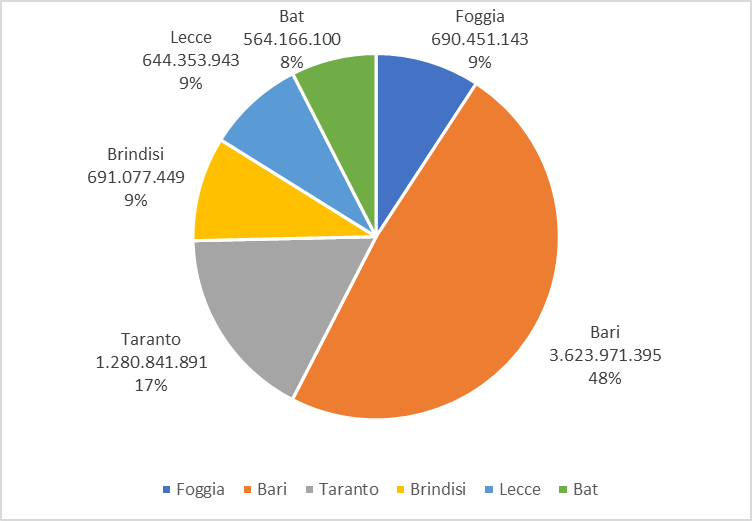 Bat
564.166.100
8%
Foggia
690.451.143
9%
Lecce
644.353.943
9%
Brindisi
691.077.449
9%
Taranto
1.280.841.891
17%
Bari
3.623.971.395
48%
Foggia Bari Taranto Brindisi Lecce Bat